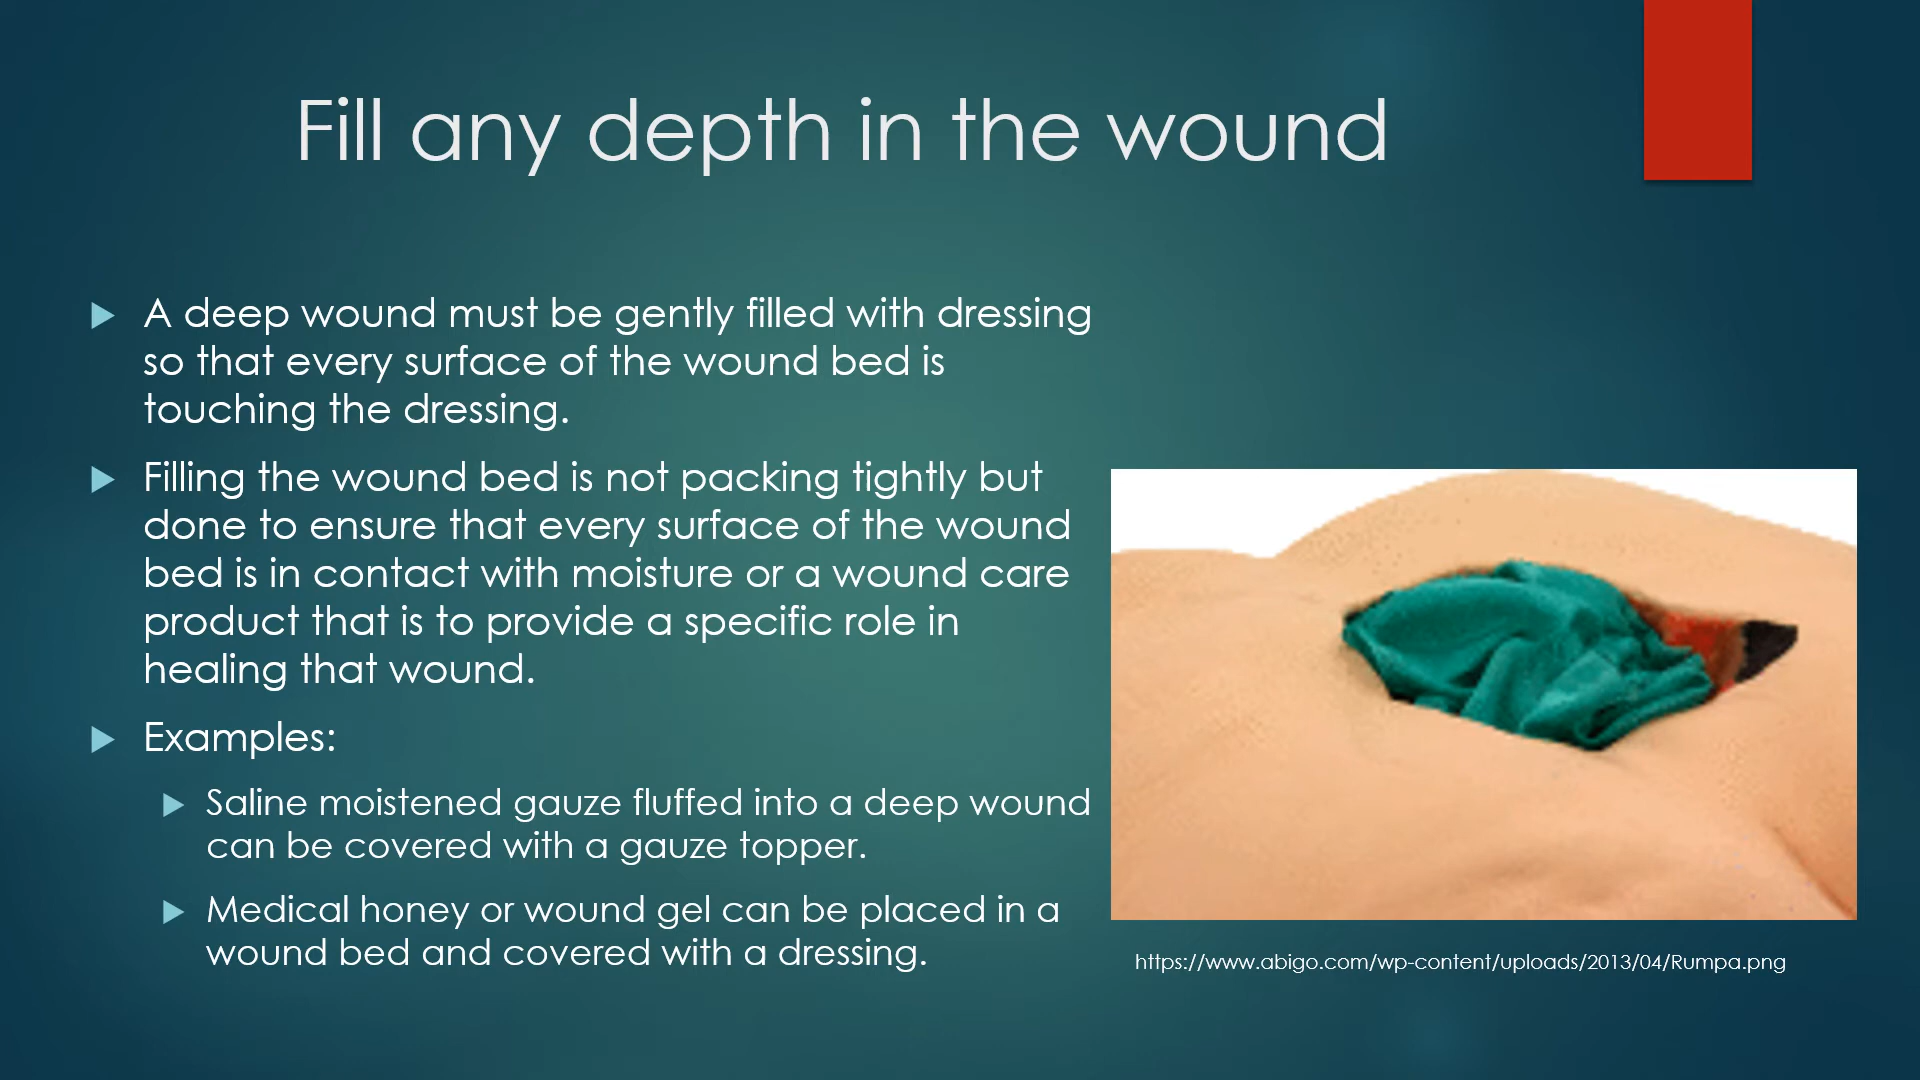 Fill any depth in the wound
A deep wound must be gently filled with dressing
so that every surface of the wound bed is
touching the dressing.
Filling the wound bed is not packing tightly but
done to ensure that every surface of the wound
bed is in contact with moisture or a wound care
product that is to provide a specific role in
healing that wound.
Examples:
Saline moistened gauze fluffed into a deep wound
can be covered with a gauze topper.
Medical honey or wound gel can be placed in a
wound bed and covered with a dressing.
https://www.abigo.com/wp-content/uploads/2013/04/Rumpa.png